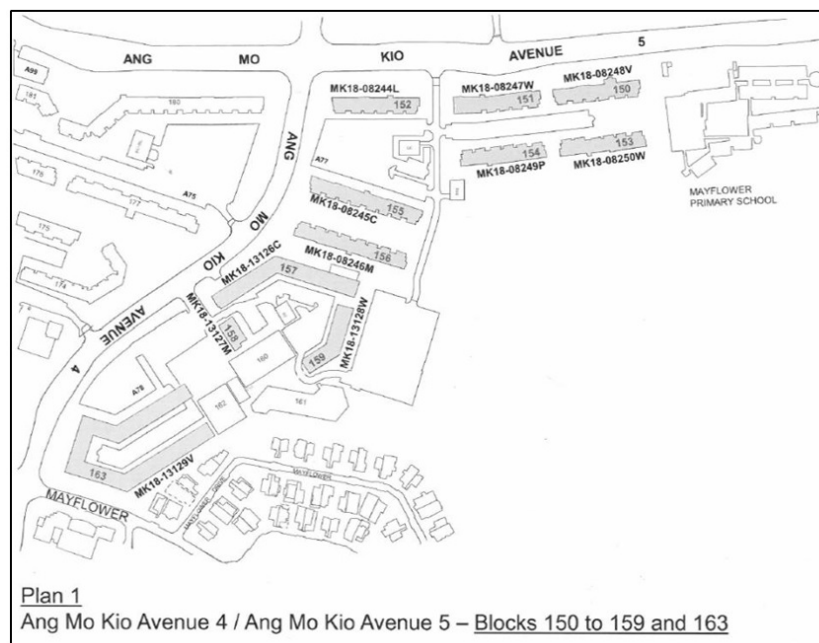 ANG MO KIO AVENUE 5
A99
181
180
MK18-08244L
152
MK18-08247W
151
MK18-08248V
150
154
MK18-08249P
153
MK18-08250W
MAYFLOWER
PRIMARY SCHOOL
A77
ANG MO KIO AVENUE 4
176
177
A75
175
174
155
MK18-08245C
156
MK18-08246M
MK18-13126C
157
158
MK18-13127M
159
MK18-13128W
160
161
162
A78
163
MK18-13129V
MAYFLOWER
MAYFLOWER
Plan 1
Ang Mo Kio Avenue 4 / Ang Mo Kio Avenue 5 – Blocks 150 to 159 and 163